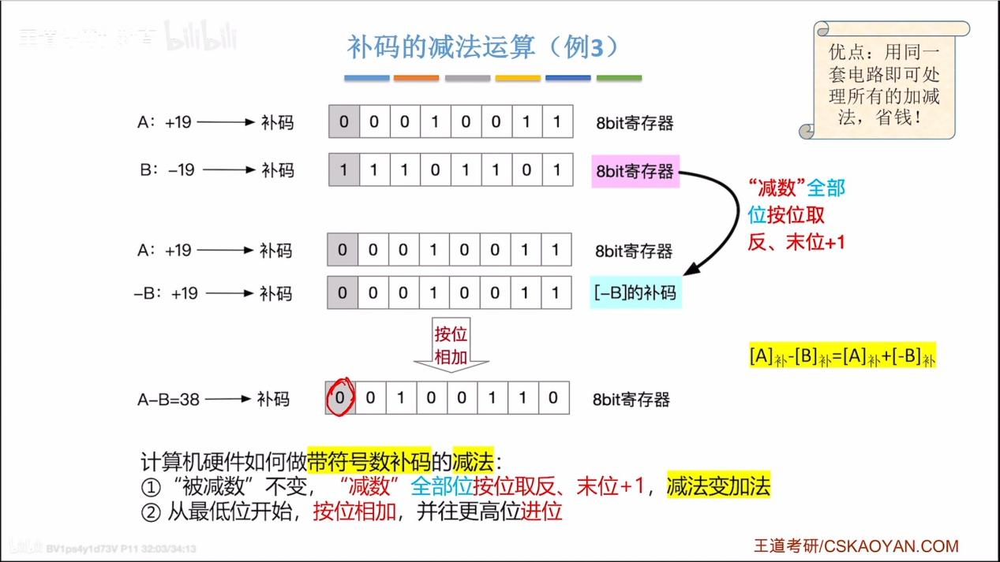 bilibili
补码的减法运算（例3）
优点：用同一
套电路即可处
理所有的加减
法，省钱！
A：+19 补码 0 0 0 1 0 0 1 1 8bit寄存器
B：-19 补码 1 1 1 0 1 1 0 1 8bit寄存器
“减数”全部
位按位取
反、末位+1
A：+19 补码 0 0 0 1 0 0 1 1 8bit寄存器
-B：+19 补码 0 0 0 1 0 0 1 1 [-B]的补码
按位
相加
[A]补-[B]补=[A]补+[-B]补
A-B=38 补码 0 0 1 0 0 1 1 0 8bit寄存器
计算机硬件如何做带符号数补码的减法：
① “被减数”不变，“减数”全部位按位取反、末位+1，减法变加法
② 从最低位开始，按位相加，并往更高位进位
bilibili BV1ps4y1d73V P11 32:03/34:13
王道考研/CSKAOYAN.COM